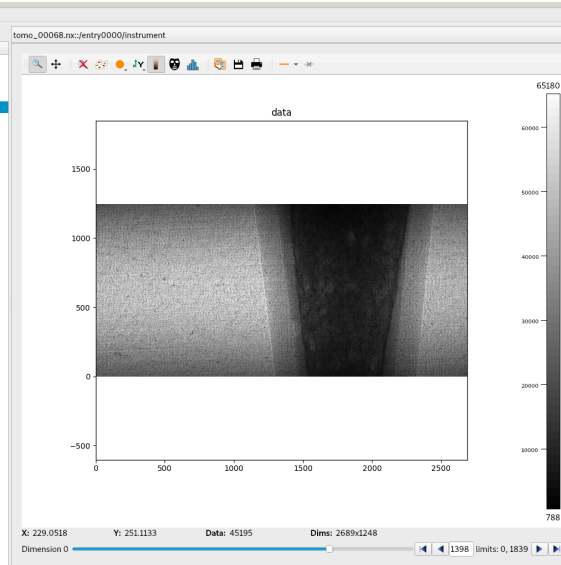 tomo_00068.nx::/entry0000/instrument
65180
data
60000
1500
50000
1000
40000
500
30000
0
20000
-500
10000
0 500 1000 1500 2000 2500
788
X: 229.0518 Y: 251.1133 Data: 45195 Dims: 2689x1248
Dimension 0 1398 limits: 0, 1839